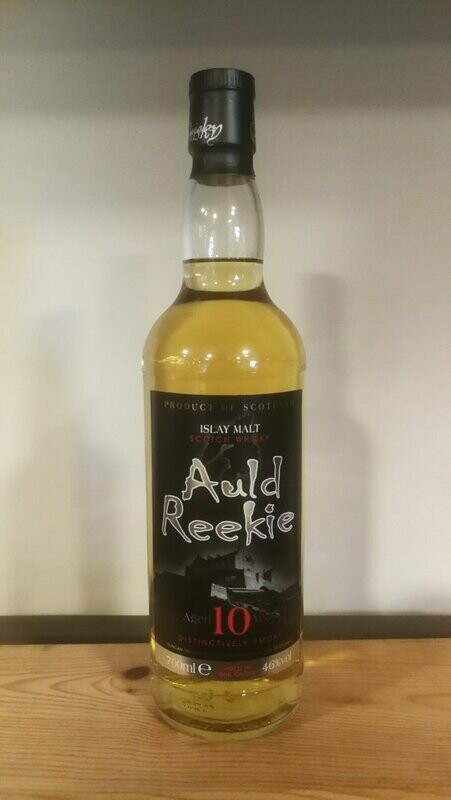 PRODUCT OF SCOTLAND
ISLAY MALT
SCOTCH WHISKY
Auld
Reekie
Aged 10 Years
DISTINCTIVELY SMOKY
700ml e 46%vol